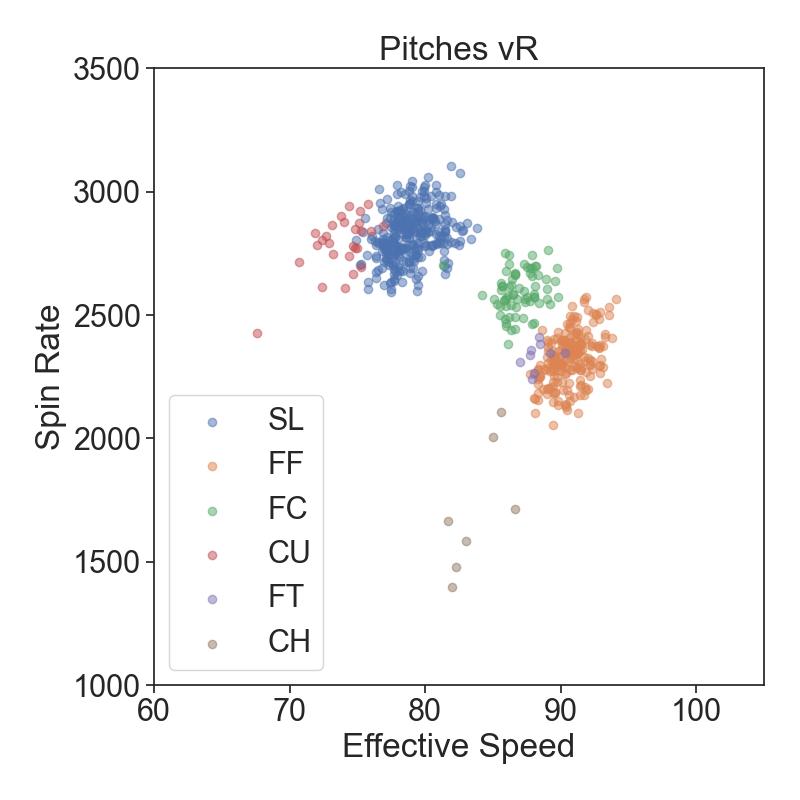 Pitches vR
3500
3000
2500
2000
1500
1000
Spin Rate
SL
FF
FC
CU
FT
CH
60 70 80 90 100
Effective Speed